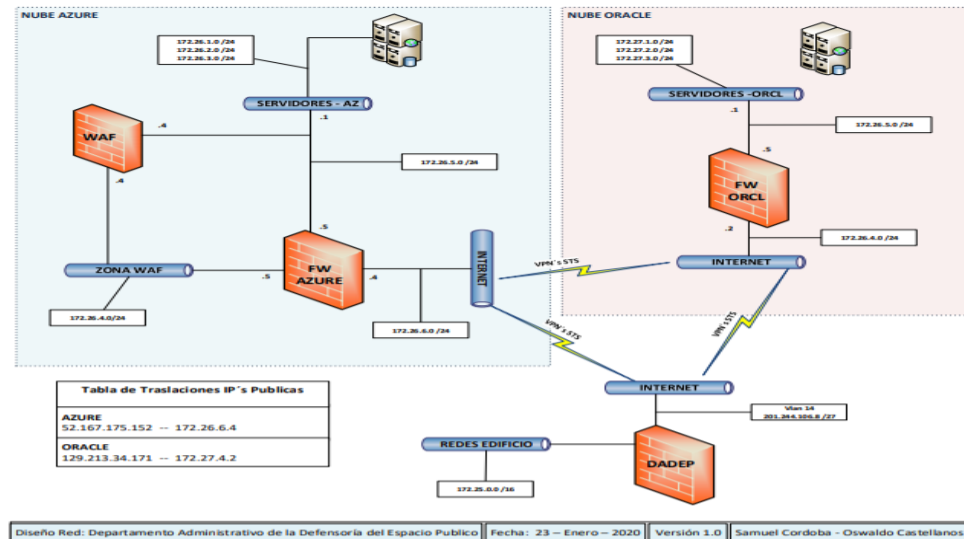 NUBE AZURE
172.26.1.0 /24
172.26.2.0 /24
172.26.3.0 /24
SERVIDORES - AZ
.1
WAF
.4
.4
172.26.5.0 /24
.5
ZONA WAF
.5
FW
AZURE
.4
INTERNET
172.26.4.0/24
172.26.6.0 /24
NUBE ORACLE
172.27.1.0 /24
172.27.2.0 /24
172.27.3.0 /24
SERVIDORES -ORCL
.1
172.26.5.0 /24
.5
FW
ORCL
.2
172.26.4.0 /24
INTERNET
VPN´s STS
VPN´s STS
VPN´s STS
INTERNET
Vlan 14
201.244.106.8 /27
REDES EDIFICIO
DADEP
172.25.0.0 /16
Tabla de Traslaciones IP´s Publicas
AZURE
52.167.175.152 -- 172.26.6.4
ORACLE
129.213.34.171 -- 172.27.4.2
Diseño Red: Departamento Administrativo de la Defensoría del Espacio Publico
Fecha: 23 – Enero – 2020
Versión 1.0
Samuel Cordoba - Oswaldo Castellanos